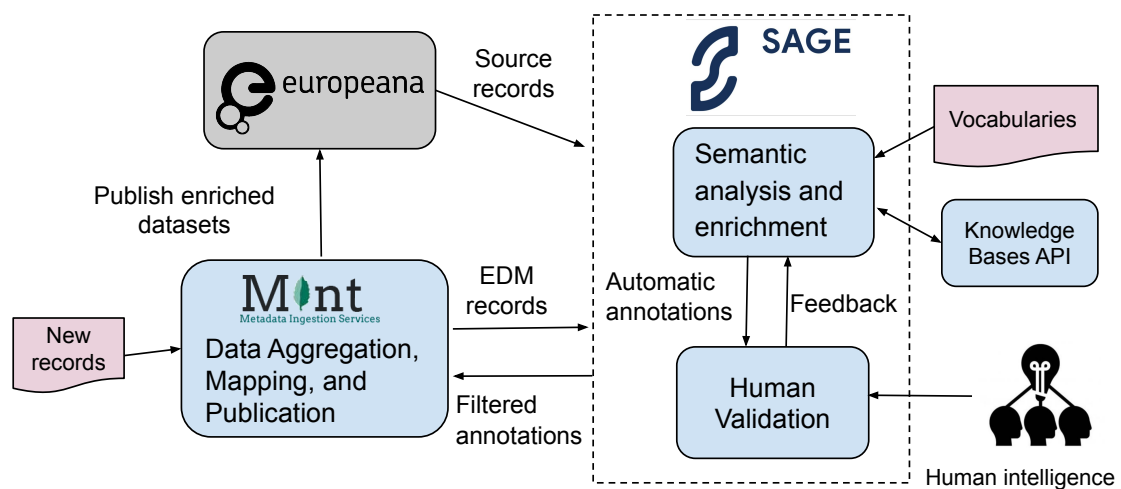 europeana
Source
records
SAGE
Vocabularies
Semantic
analysis and
enrichment
Knowledge
Bases API
Publish enriched
datasets
Mint
Metadata Ingestion Services
Data Aggregation,
Mapping, and
Publication
New
records
EDM
records
Filtered
annotations
Automatic
annotations
Feedback
Human
Validation
Human intelligence